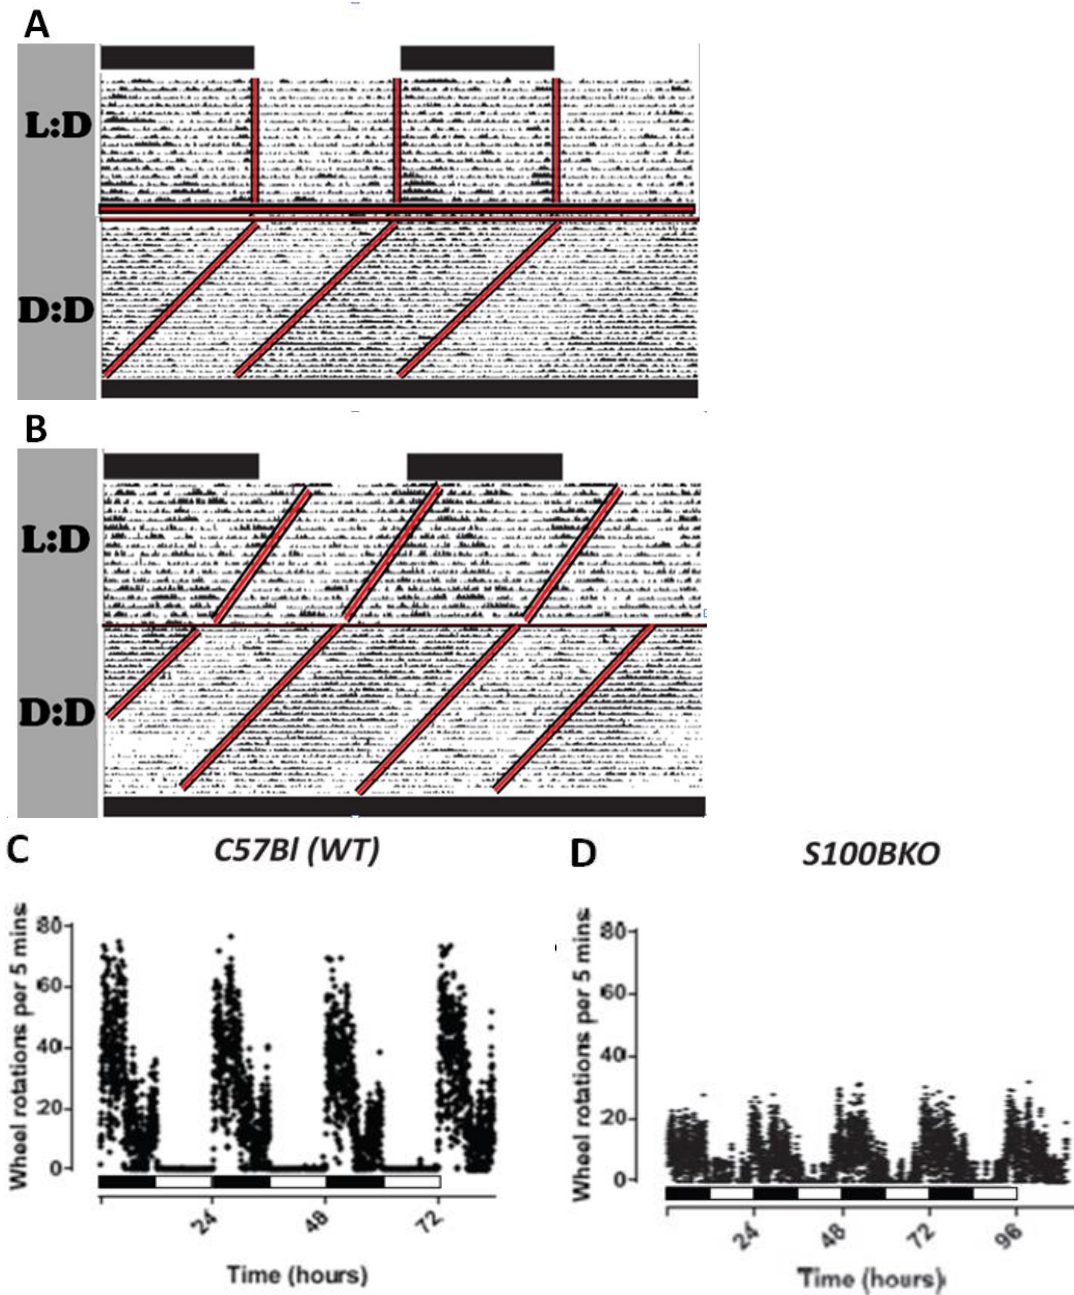 A
L:D
D:D
B
L:D
D:D
C
C57Bl (WT)
Wheel rotations per 5 mins
80
60
40
20
0
24
48
72
Time (hours)
D
S100BKO
Wheel rotations per 5 mins
80
60
40
20
0
24
48
72
96
Time (hours)